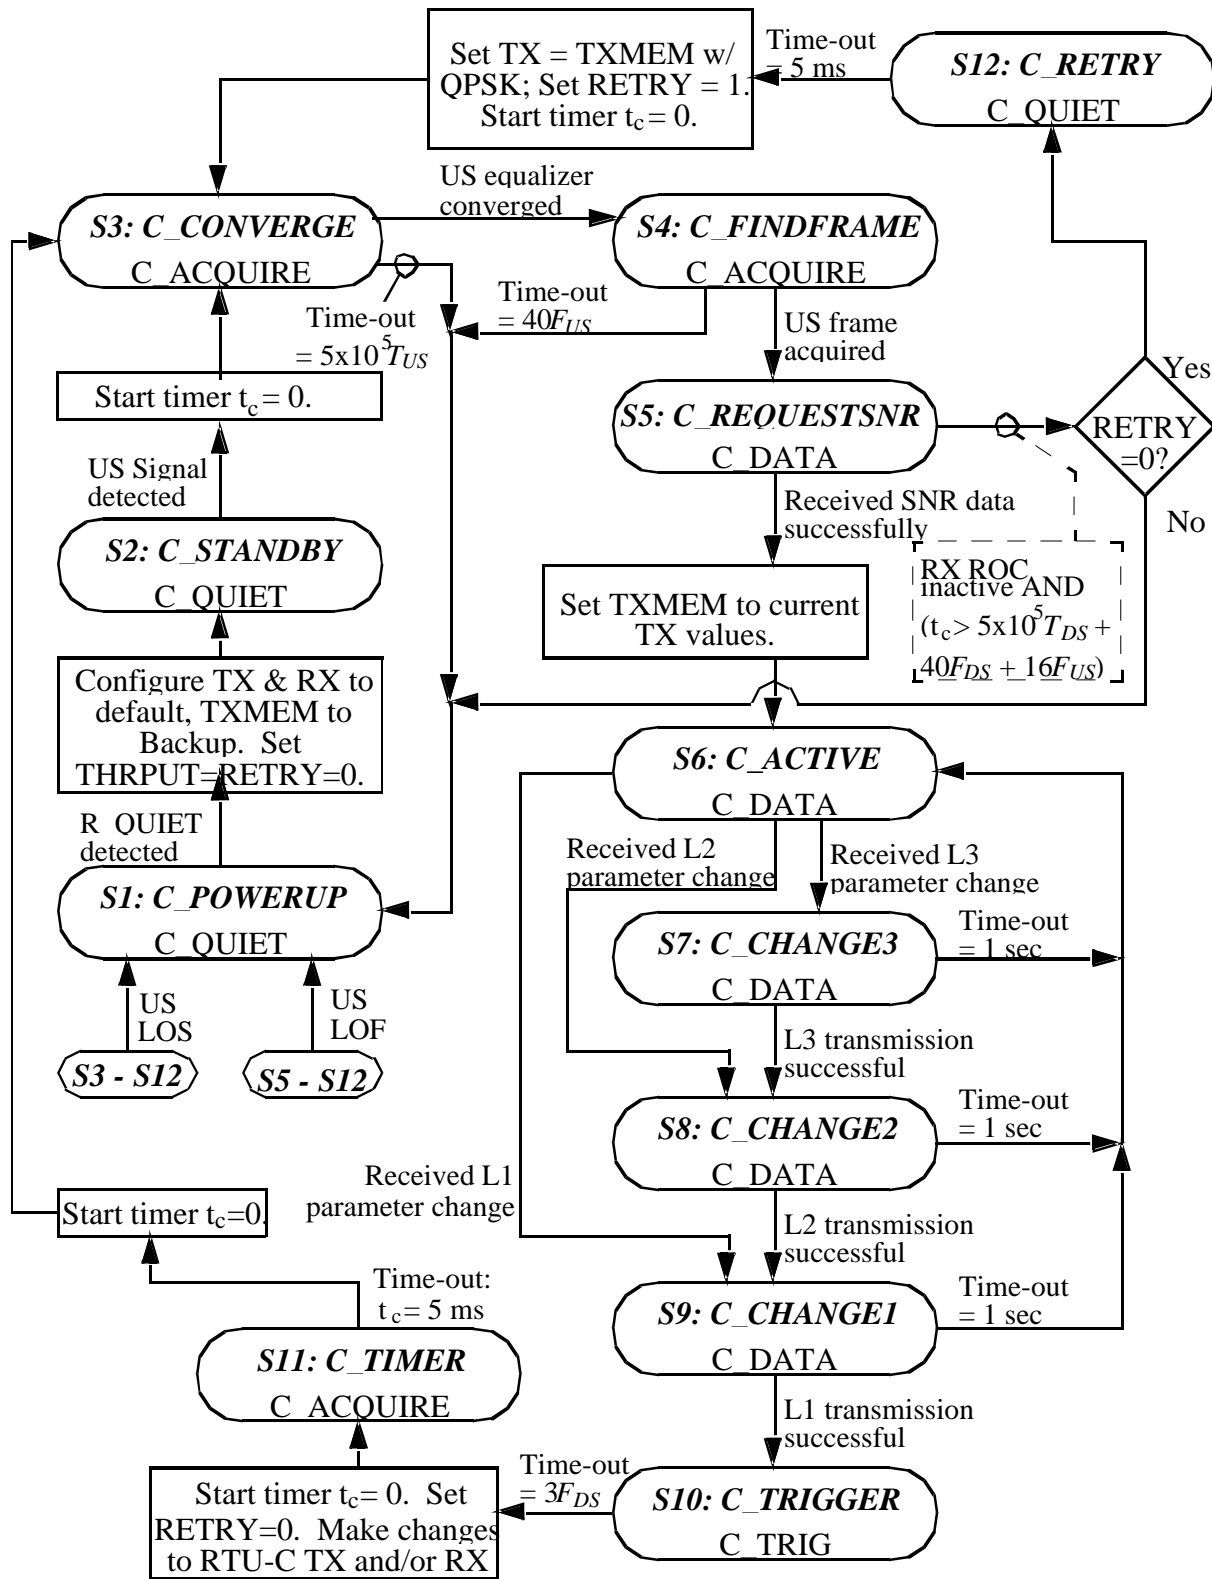 Set TX = TXMEM w/
QPSK; Set RETRY = 1.
Start timer tc = 0.
Time-out
= 5 ms
S12: C_RETRY
C_QUIET
US equalizer
converged
S3: C_CONVERGE
C_ACQUIRE
S4: C_FINDFRAME
C_ACQUIRE
Time-out
= 5x10^5 T_US
Time-out
= 40F_US
US frame
acquired
Yes
Start timer tc = 0.
S5: C_REQUESTSNR
C_DATA
RETRY
=0?
US Signal
detected
Received SNR data
successfully
No
S2: C_STANDBY
C_QUIET
RX ROC
inactive AND
(tc > 5x10^5 T_DS +
40F_DS + 16F_US)
Set TXMEM to current
TX values.
Configure TX & RX to
default, TXMEM to
Backup. Set
THRPUT=RETRY=0.
S6: C_ACTIVE
C_DATA
R_QUIET
detected
Received L2
parameter change
Received L3
parameter change
S1: C_POWERUP
C_QUIET
S7: C_CHANGE3
C_DATA
Time-out
= 1 sec
US
LOS
US
LOF
L3 transmission
successful
S3 - S12
S5 - S12
S8: C_CHANGE2
C_DATA
Time-out
= 1 sec
Received L1
parameter change
Start timer tc=0.
L2 transmission
successful
Time-out:
tc = 5 ms
S9: C_CHANGE1
C_DATA
Time-out
= 1 sec
S11: C_TIMER
C_ACQUIRE
L1 transmission
successful
Start timer tc = 0. Set
RETRY=0. Make changes
to RTU-C TX and/or RX
Time-out
= 3F_DS
S10: C_TRIGGER
C_TRIG